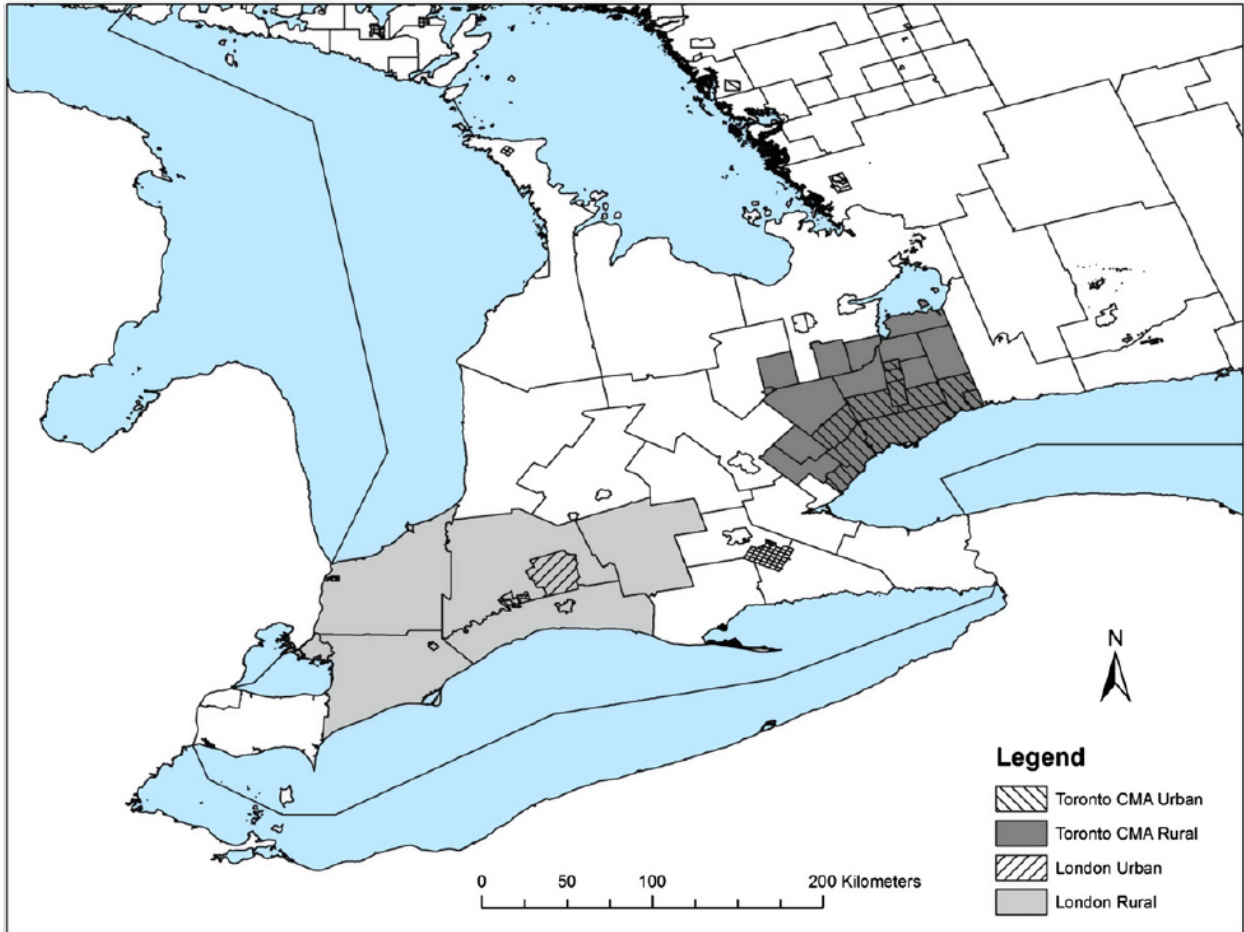 N
Legend
Toronto CMA Urban
Toronto CMA Rural
London Urban
London Rural
0 50 100 200 Kilometers